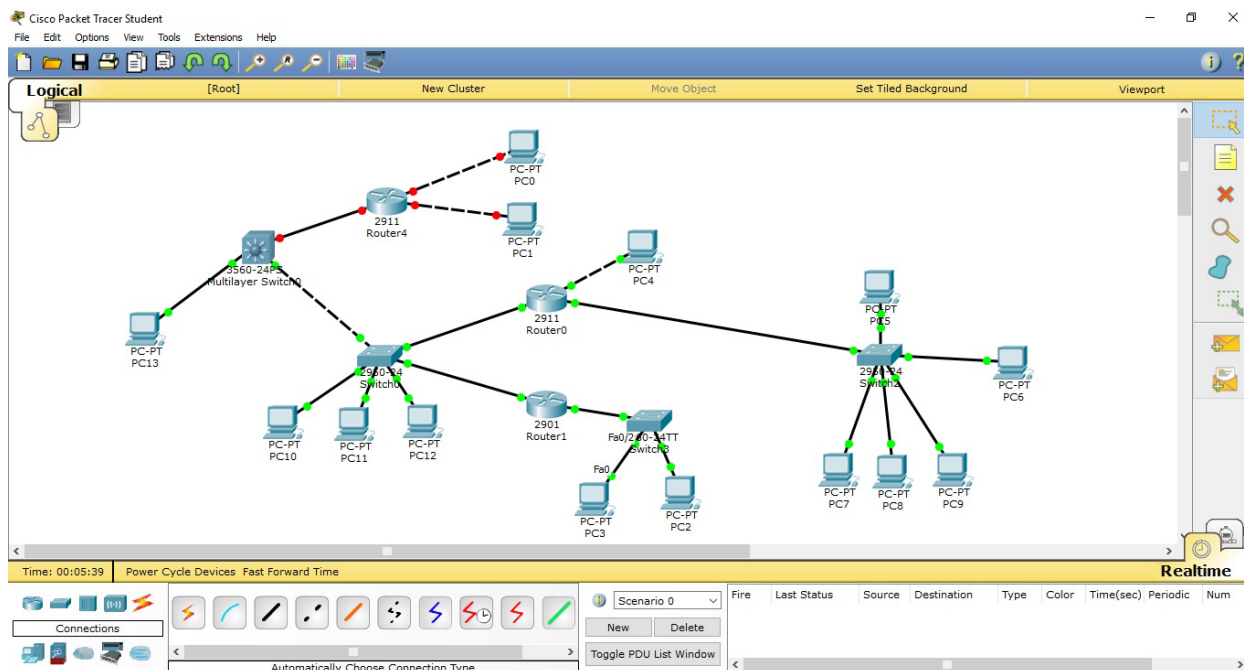 Cisco Packet Tracer Student
File Edit Options View Tools Extensions Help
Logical [Root] New Cluster Move Object Set Tiled Background Viewport
PC-PT
PC0
2911
Router4
PC-PT
PC1
3560-24PS
Multilayer Switch0
PC-PT
PC4
2911
Router0
PC-PT
PC5
PC-PT
PC13
2950-24
Switch0
2950-24
Switch2
PC-PT
PC6
2901
Router1
PC-PT
PC10
PC-PT
PC11
PC-PT
PC12
Fa0/2
60-24TT
Switch3
Fa0
PC-PT
PC3
PC-PT
PC2
PC-PT
PC7
PC-PT
PC8
PC-PT
PC9
Time: 00:05:39 Power Cycle Devices Fast Forward Time Realtime
Connections
Automatically Choose Connection Type
Scenario 0
New Delete
Toggle PDU List Window
Fire Last Status Source Destination Type Color Time(sec) Periodic Num